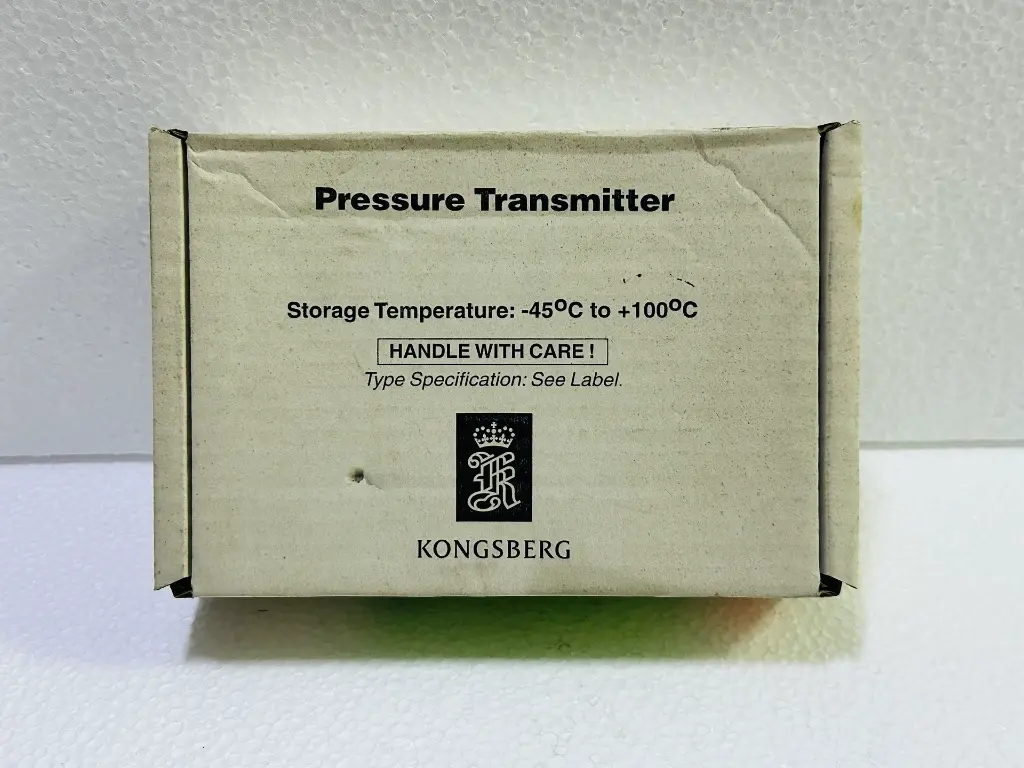 Pressure Transmitter
Storage Temperature: -45ºC to +100ºC
HANDLE WITH CARE !
Type Specification: See Label.
KONGSBERG